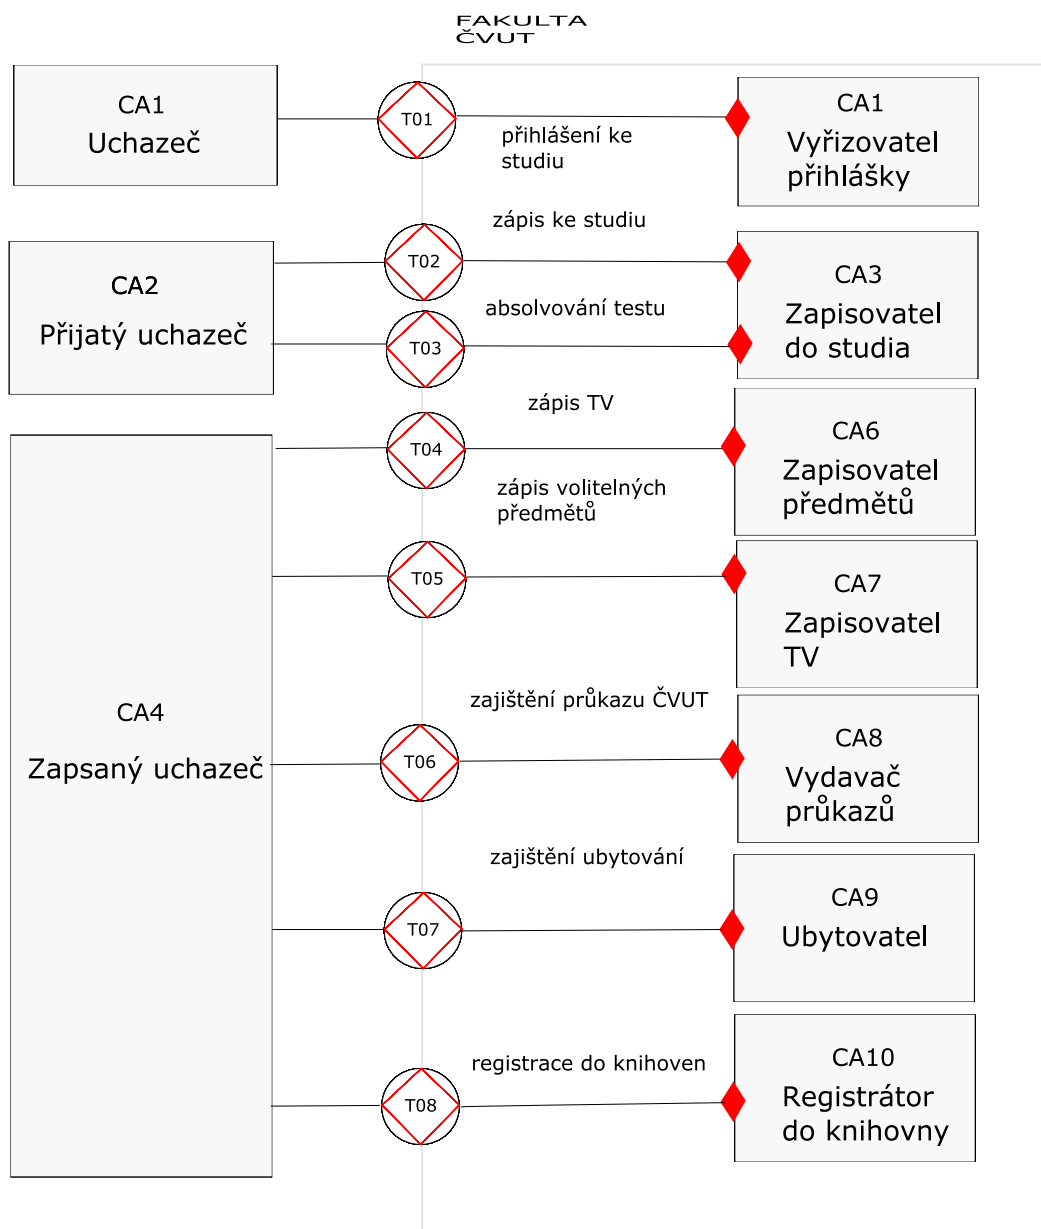 FAKULTA
ČVUT
CA1
Uchazeč
T01
přihlášení ke
studiu
CA1
Vyřizovatel
přihlášky
zápis ke studiu
CA2
Přijatý uchazeč
T02
absolvování testu
T03
CA3
Zapisovatel
do studia
zápis TV
T04
zápis volitelných
předmětů
CA6
Zapisovatel
předmětů
T05
CA7
Zapisovatel
TV
CA4
Zapsaný uchazeč
zajištění průkazu ČVUT
T06
CA8
Vydavač
průkazů
zajištění ubytování
T07
CA9
Ubytovatel
registrace do knihoven
T08
CA10
Registrátor
do knihovny